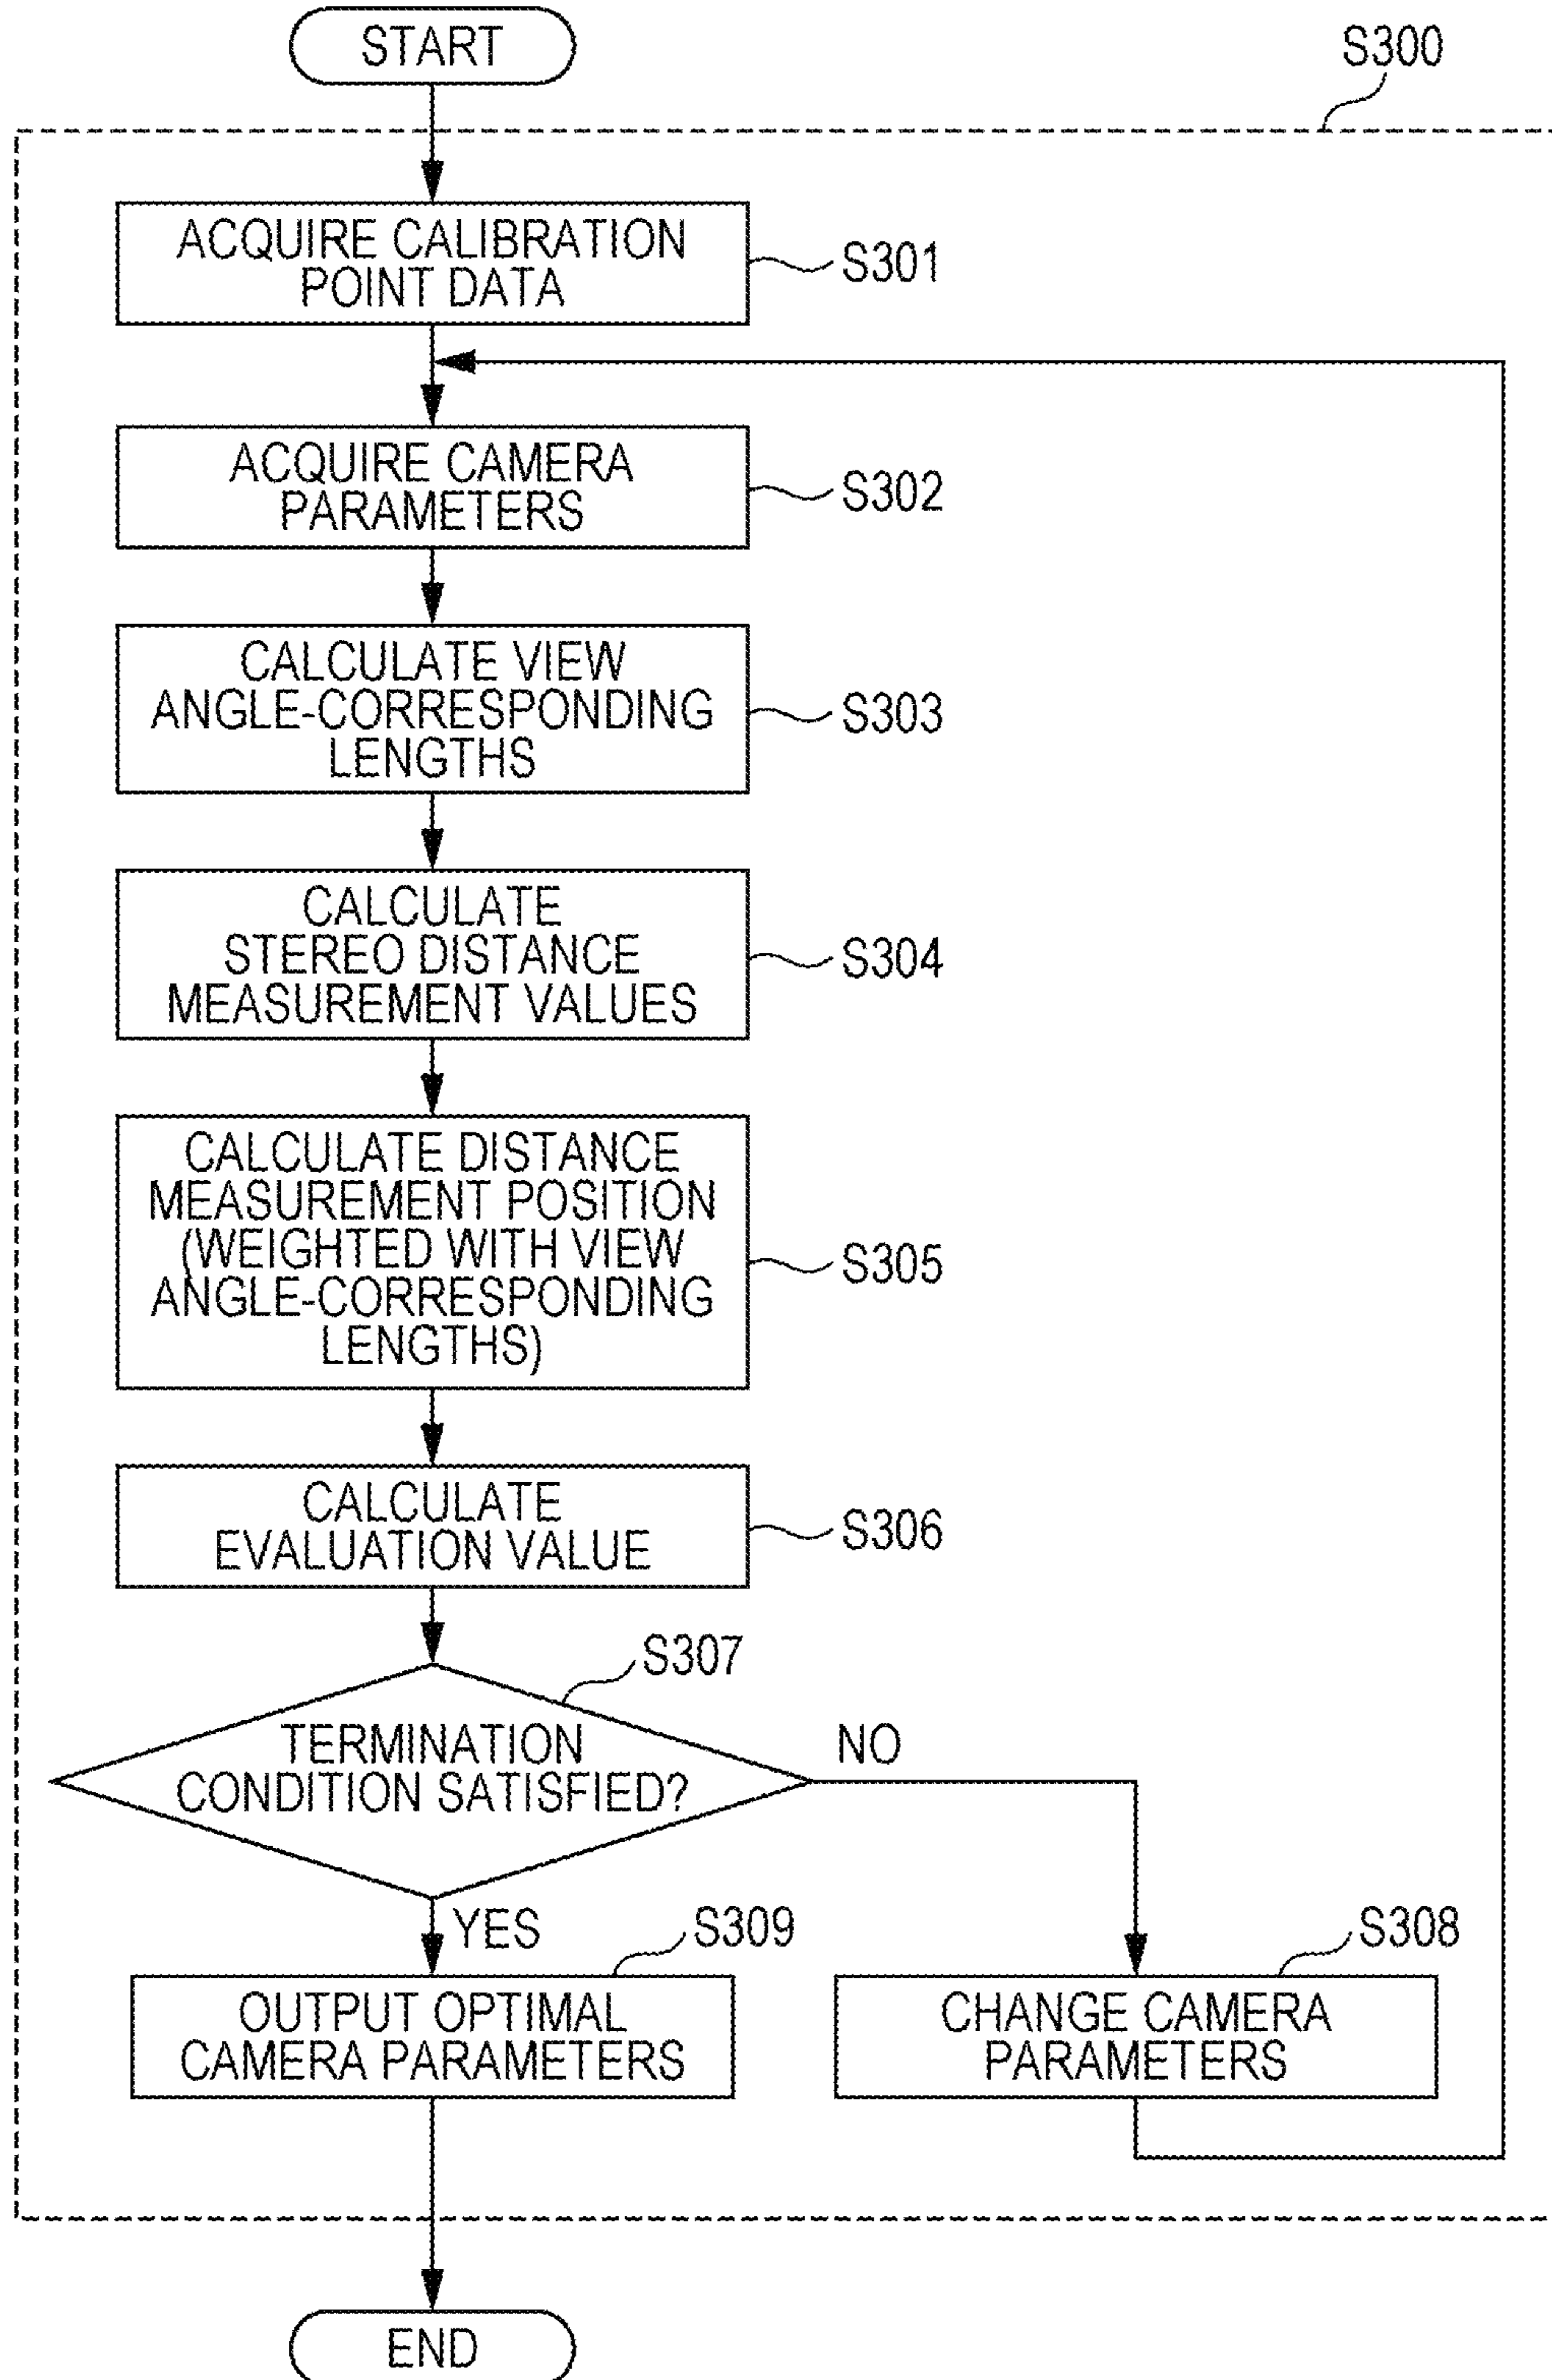 START
S300
ACQUIRE CALIBRATION
POINT DATA
S301
ACQUIRE CAMERA
PARAMETERS
S302
CALCULATE VIEW
ANGLE-CORRESPONDING
LENGTHS
S303
CALCULATE
STEREO DISTANCE
MEASUREMENT VALUES
S304
CALCULATE DISTANCE
MEASUREMENT POSITION
(WEIGHTED WITH VIEW
ANGLE-CORRESPONDING
LENGTHS)
S305
CALCULATE
EVALUATION VALUE
S306
S307
TERMINATION
CONDITION SATISFIED?
NO
YES
S309
S308
OUTPUT OPTIMAL
CAMERA PARAMETERS
CHANGE CAMERA
PARAMETERS
END